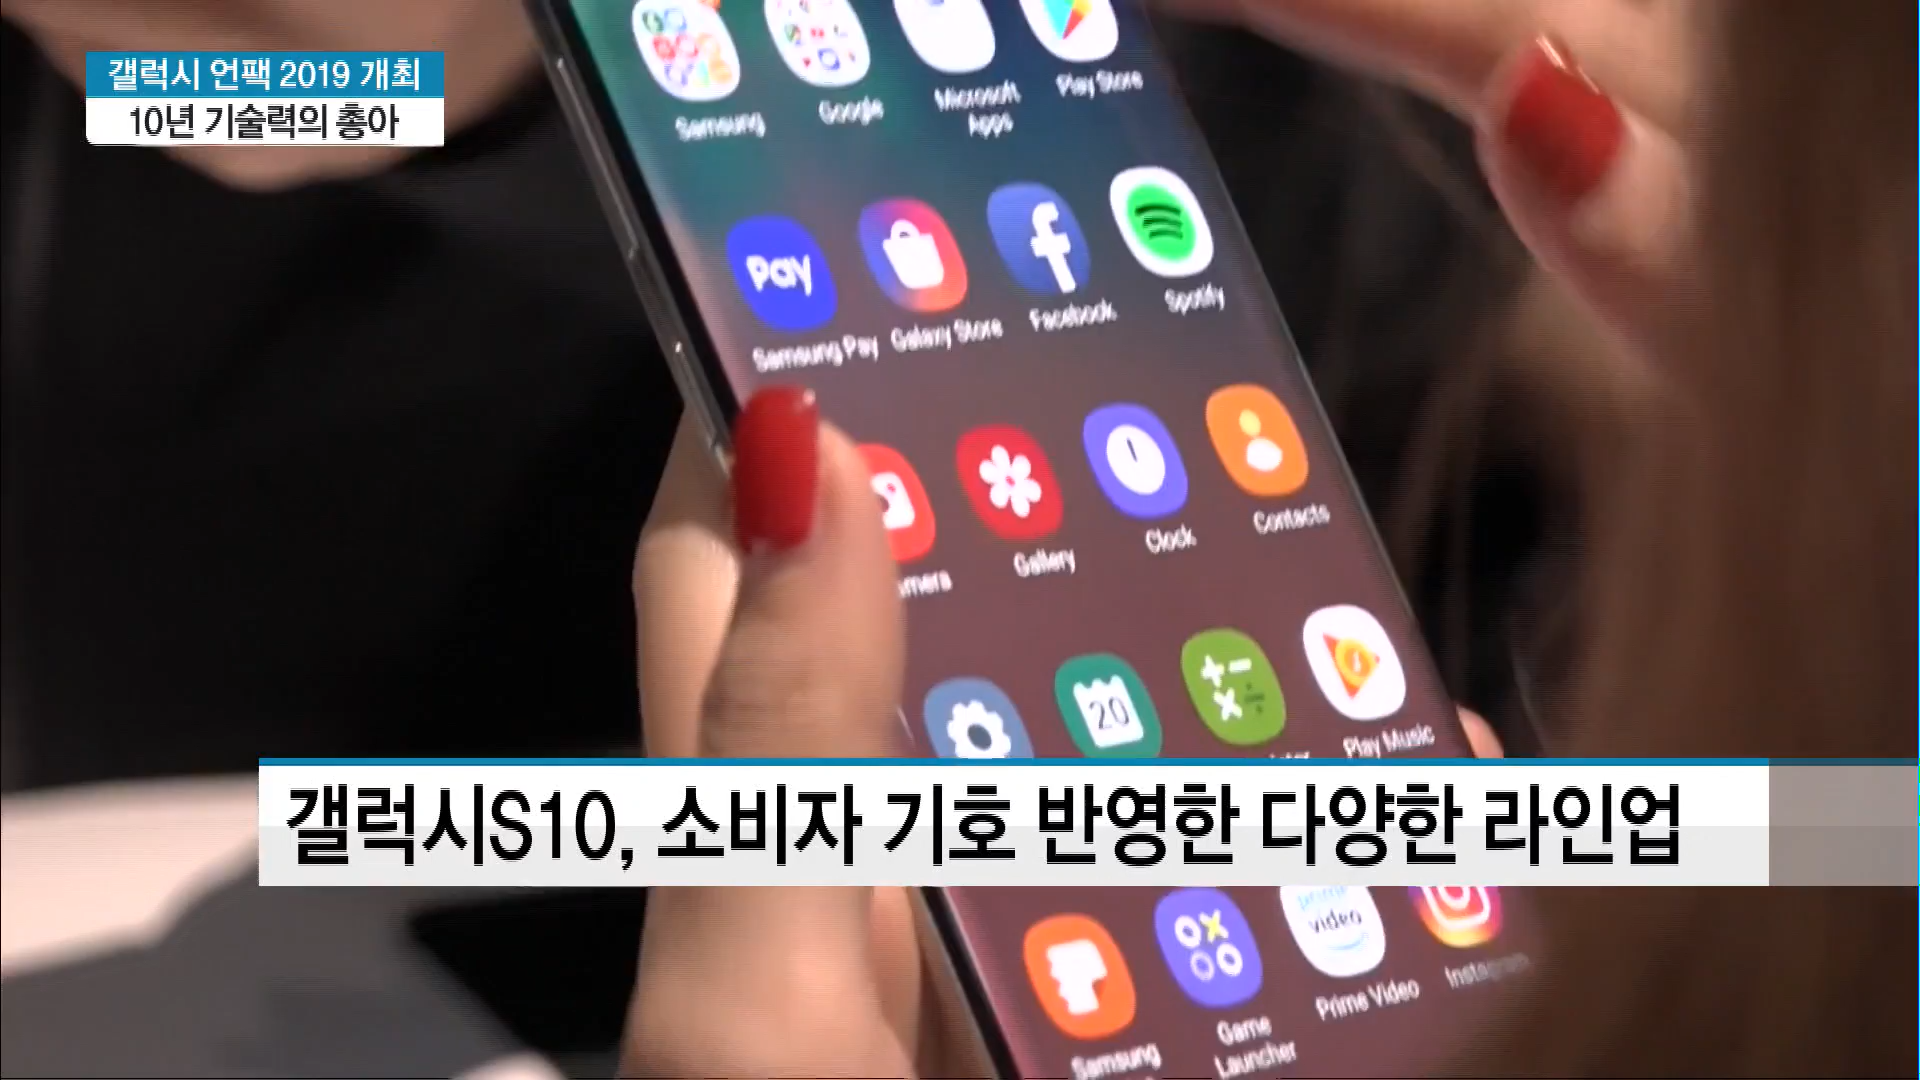 갤럭시 언팩 2019 개최
10년 기술력의 총아
Samsung
Google
Microsoft
Apps
Play Store
pay
Samsung Pay
Galaxy Store
Facebook
Spotify
Gallery
Clock
Contacts
20
Play Music
갤럭시S10, 소비자 기호 반영한 다양한 라인업
prime
video
Samsung
Game
Launcher
Prime Video
Instagram